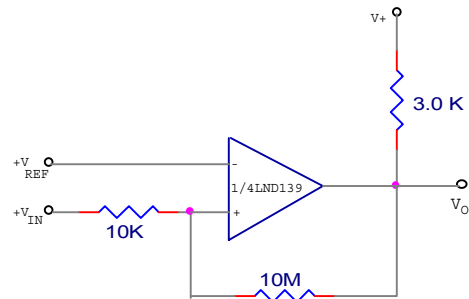 V+
3.0 K
+V
REF
-
1/4LND139
+V
IN
+
10K
V
O
10M